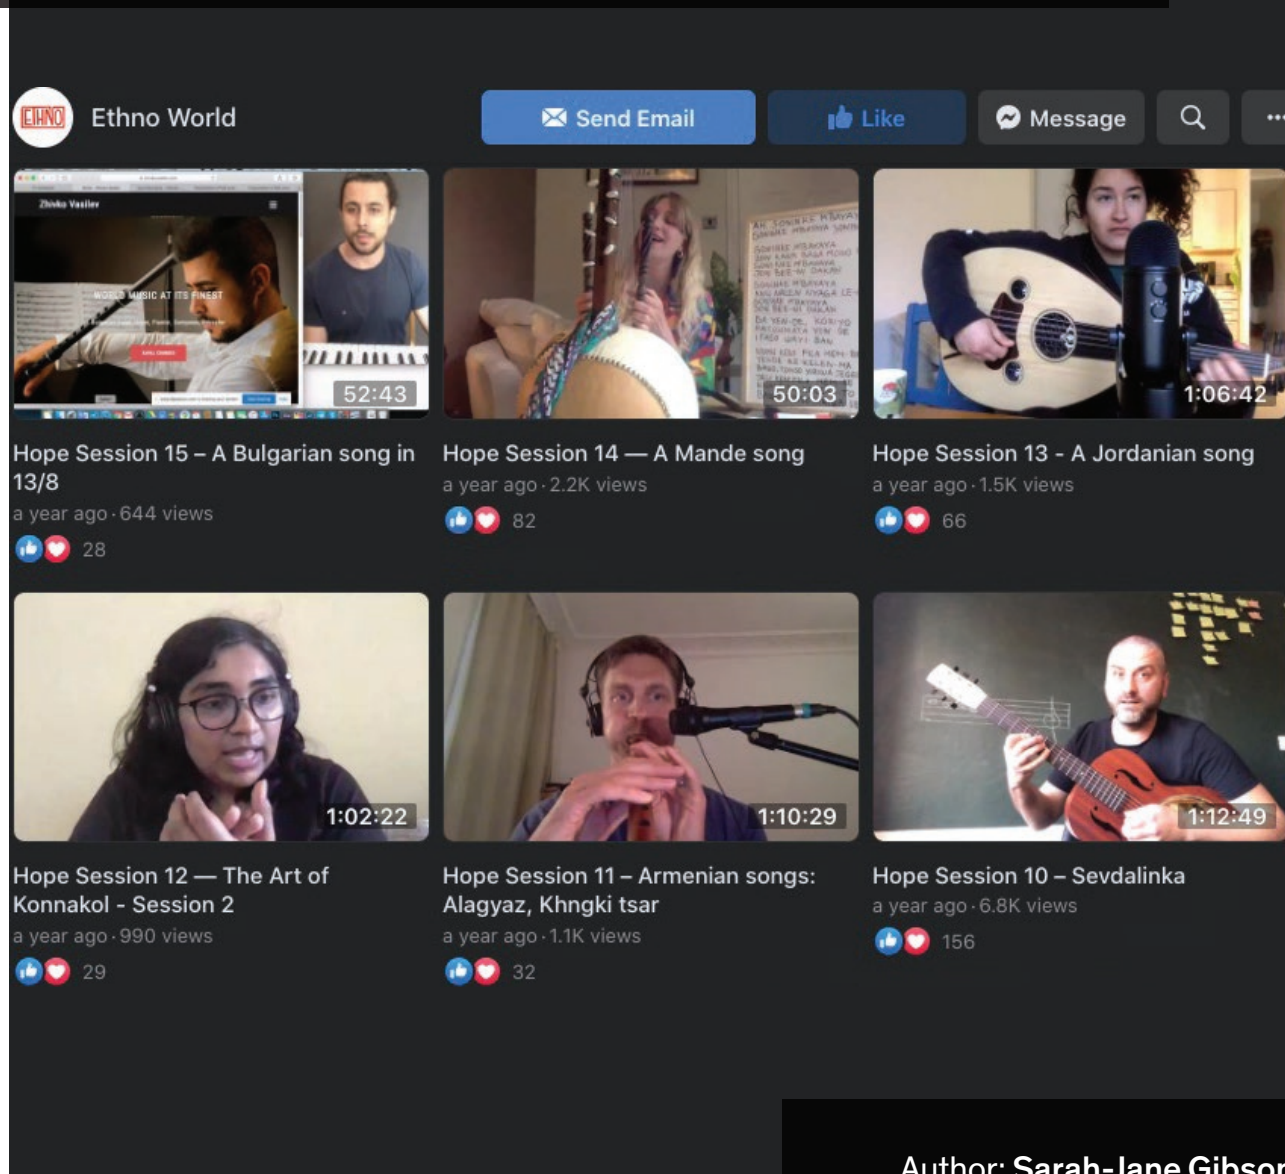 ETHNO
Ethno World
Send Email
Like
Message
Zhivko Vasilev
WORLD MUSIC AT ITS FINEST
52:43
50:03
1:06:42
Hope Session 15 – A Bulgarian song in
13/8
a year ago · 644 views
28
Hope Session 14 — A Mande song
a year ago · 2.2K views
82
Hope Session 13 - A Jordanian song
a year ago · 1.5K views
66
1:02:22
1:10:29
1:12:49
Hope Session 12 — The Art of
Konnakol - Session 2
a year ago · 990 views
29
Hope Session 11 – Armenian songs:
Alagyaz, Khngki tsar
a year ago · 1.1K views
32
Hope Session 10 – Sevdalinka
a year ago · 6.8K views
156
Author: Sarah-Jane Gibson